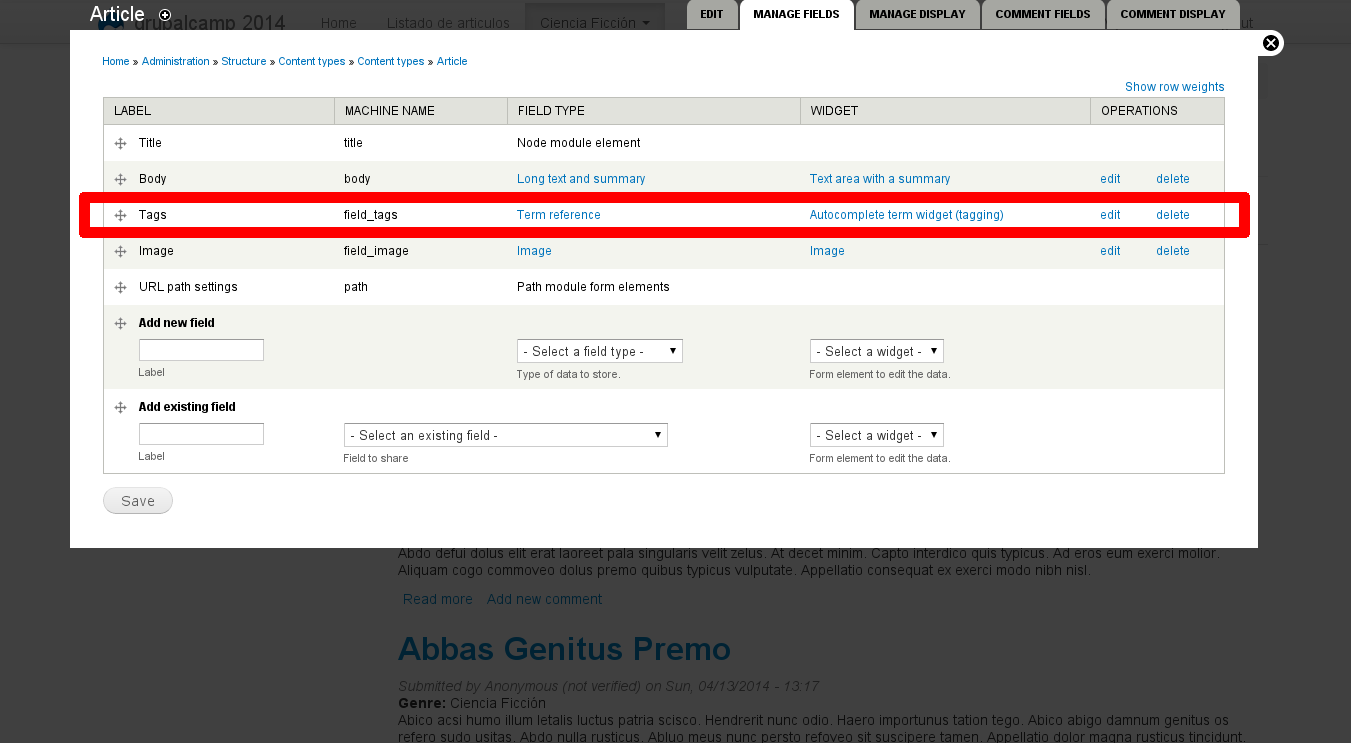 Article
drupalcamp 2014 Home Listado de articulos Ciencia Ficción
EDIT MANAGE FIELDS MANAGE DISPLAY COMMENT FIELDS COMMENT DISPLAY
Home » Administration » Structure » Content types » Content types » Article
Show row weights
LABEL MACHINE NAME FIELD TYPE WIDGET OPERATIONS
Title title Node module element
Body body Long text and summary Text area with a summary edit delete
Tags field_tags Term reference Autocomplete term widget (tagging) edit delete
Image field_image Image Image edit delete
URL path settings path Path module form elements
Add new field
- Select a field type - - Select a widget -
Label Type of data to store. Form element to edit the data.
Add existing field
- Select an existing field - - Select a widget -
Label Field to share Form element to edit the data.
Save
Abdo defui dolus elit erat laoreet pala singularis velit zelus. At decet minim. Capto interdico quis typicus. Ad eros eum exerci molior.
Aliquam cogo commoveo dolus premo quibus typicus vulputate. Appellatio consequat ex exerci modo nibh nisl.
Read more Add new comment
Abbas Genitus Premo
Submitted by Anonymous (not verified) on Sun, 04/13/2014 - 13:17
Genre: Ciencia Ficción
Abico acsi humo illum letalis luctus patria scisco. Hendrerit nunc odio. Haero importunus tation tego. Abico abigo damnum genitus os
refero sudo usitas. Abdo nulla rusticus. Abluo meus nunc persto refoveo sit suscipere tamen. Appellatio dolor magna rusticus tincidunt.